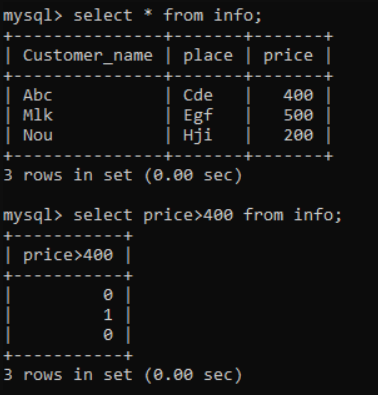 mysql> select * from info;
+---------------+-------+-------+
| Customer_name | place | price |
+---------------+-------+-------+
| Abc           | Cde   |   400 |
| Mlk           | Egf   |   500 |
| Nou           | Hji   |   200 |
+---------------+-------+-------+
3 rows in set (0.00 sec)

mysql> select price>400 from info;
+-----------+
| price>400 |
+-----------+
|         0 |
|         1 |
|         0 |
+-----------+
3 rows in set (0.00 sec)